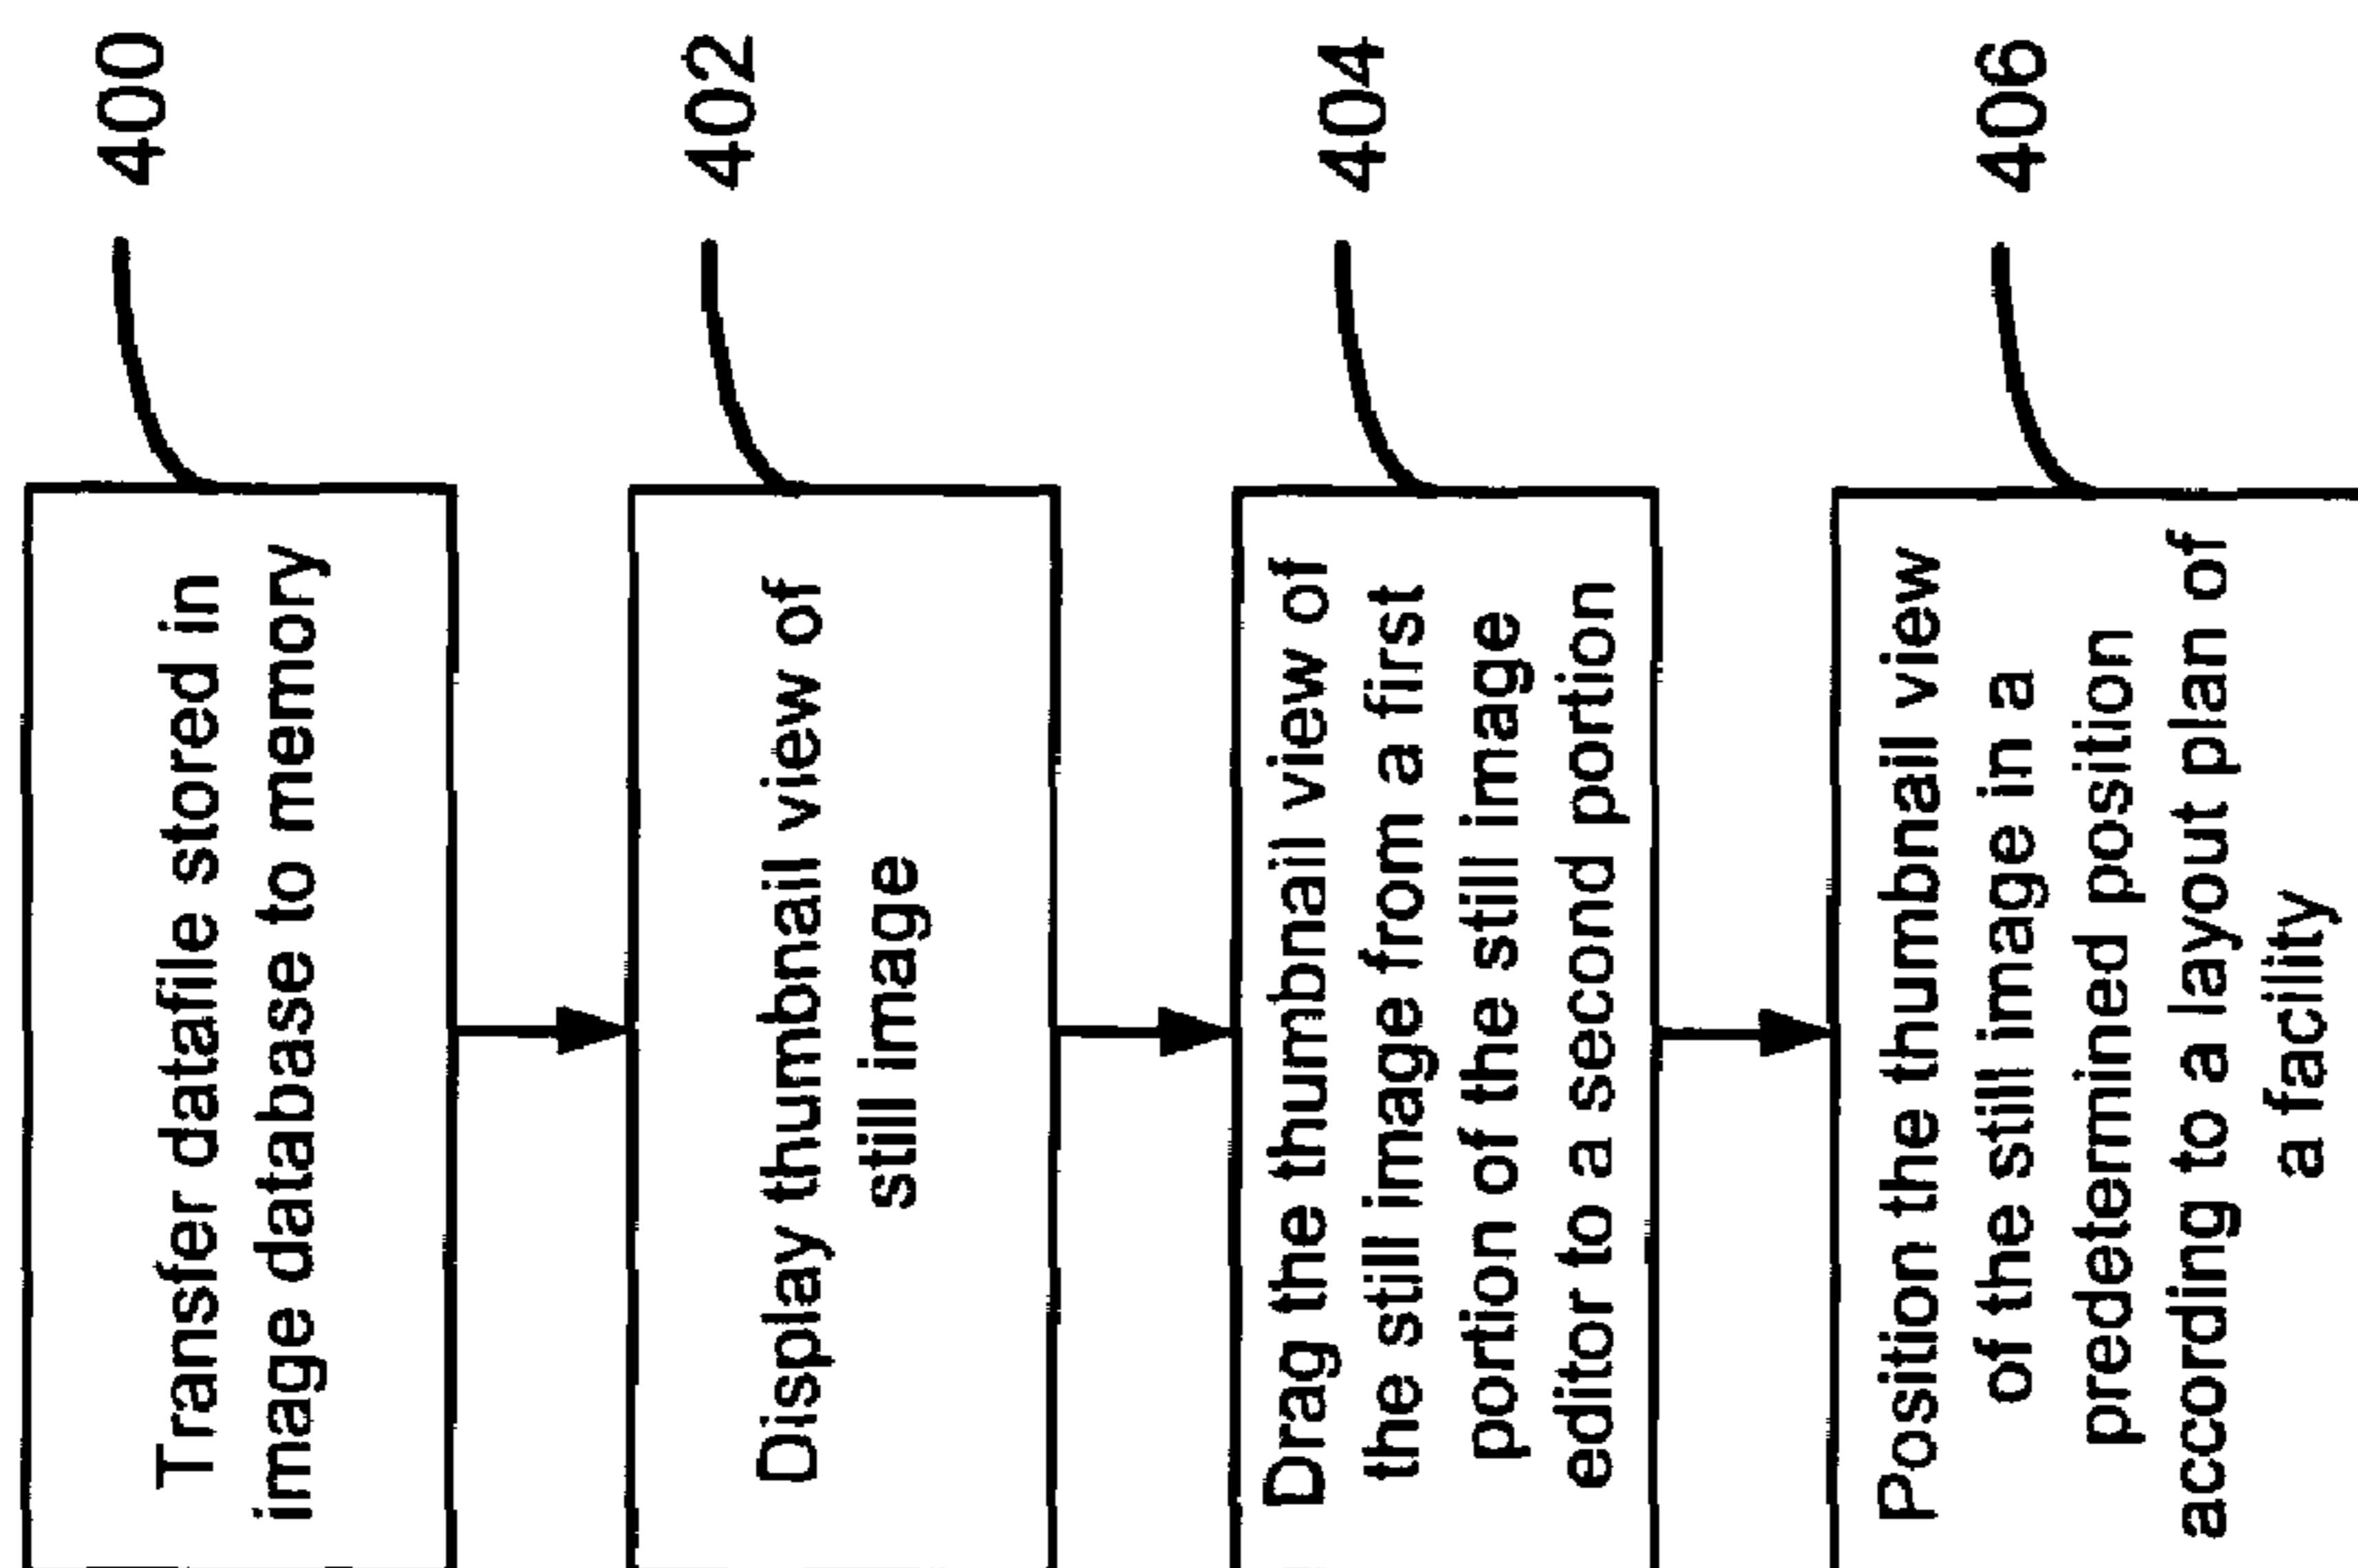 Transfer datafile stored in
image database to memory
400
Display thumbnail view of
still image
402
Drag the thumbnail view of
the still image from a first
portion of the still image
editor to a second portion
404
Position the thumbnail view
of the still image in a
predetermined position
according to a layout plan of
a facility
406